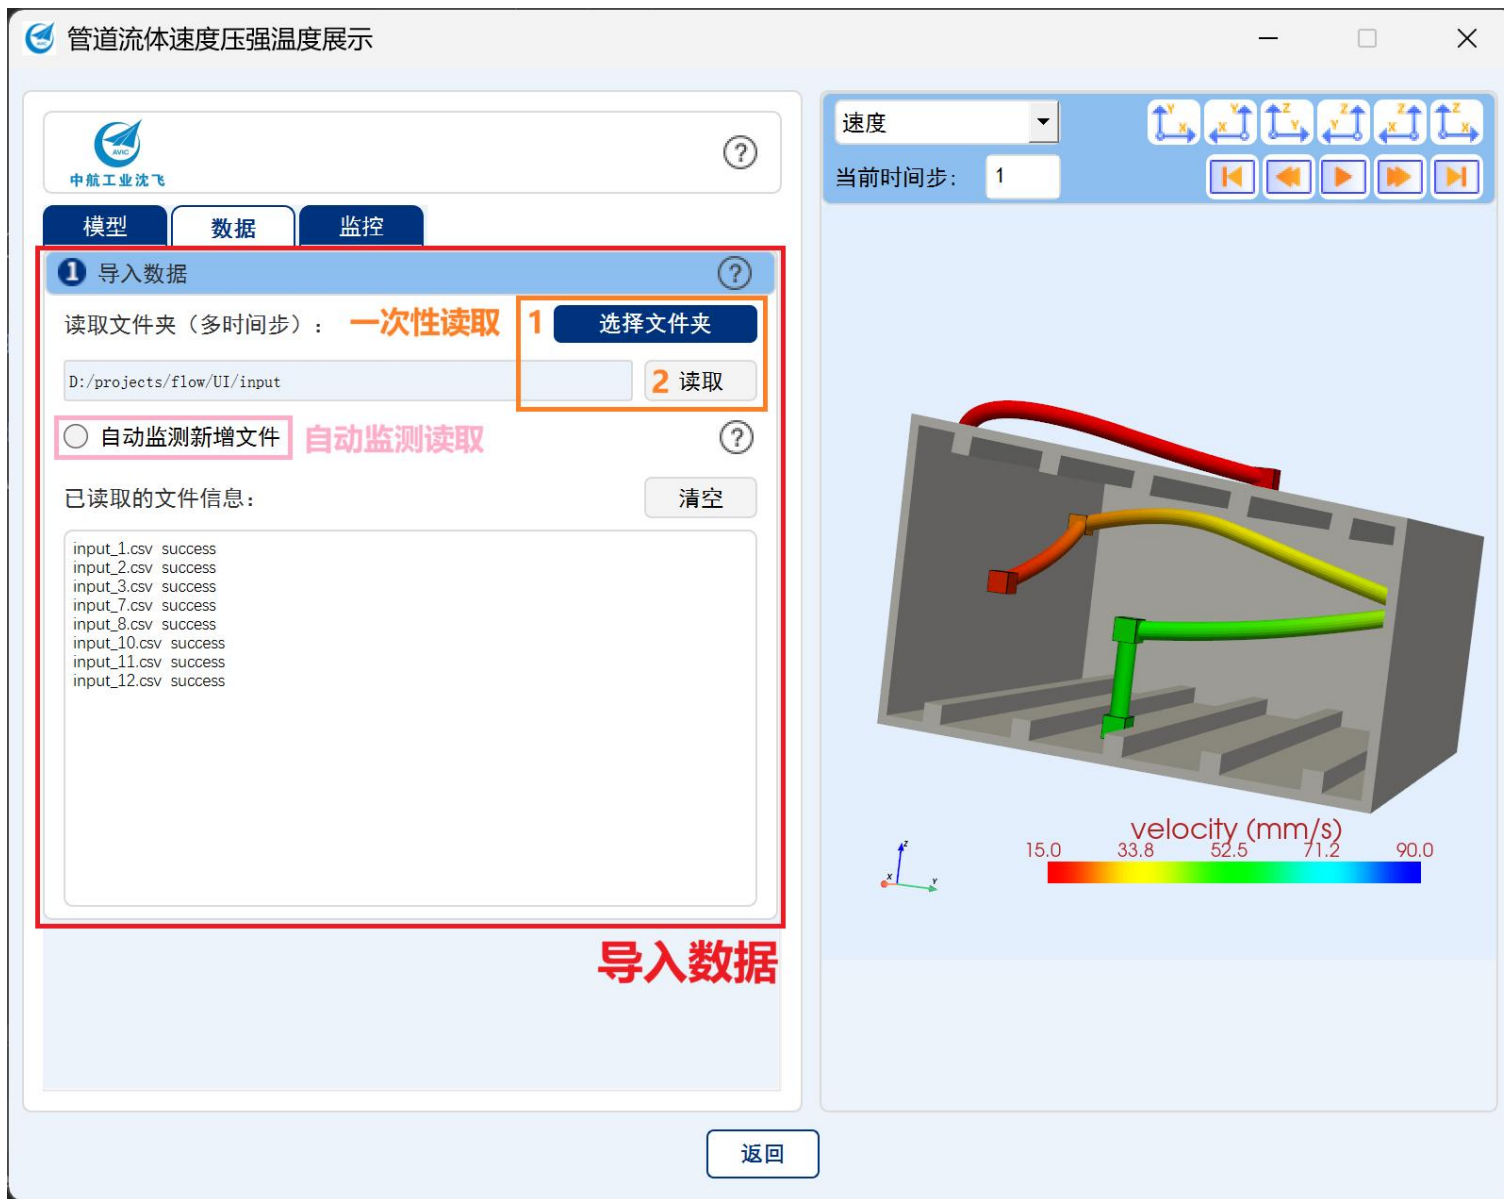 管道流体速度压强温度展示
AVIC
中航工业沈飞
?
模型
数据
监控
1 导入数据
?
读取文件夹（多时间步）：
一次性读取
1
选择文件夹
D:/projects/flow/UI/input
2
读取
自动监测新增文件
自动监测读取
?
已读取的文件信息：
清空
input_1.csv success
input_2.csv success
input_3.csv success
input_7.csv success
input_8.csv success
input_10.csv success
input_11.csv success
input_12.csv success
导入数据
速度
Y X
Y X
Z Y
Z Y
Z X
Z X
当前时间步： 1
velocity (mm/s)
15.0 33.8 52.5 71.2 90.0
Z
X
Y
返回